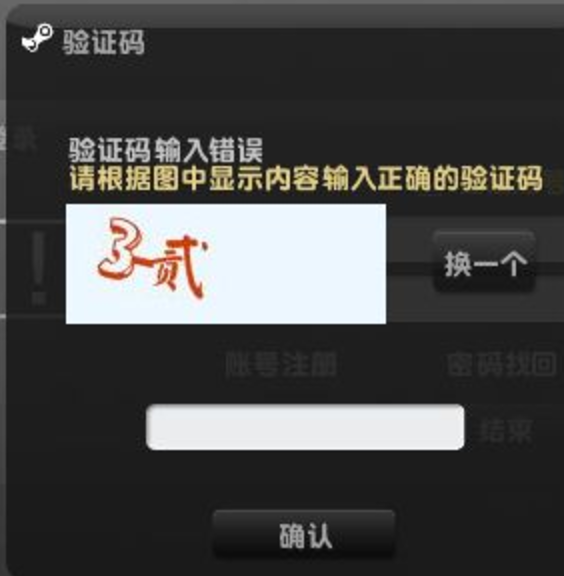 验证码
验证码输入错误
请根据图中显示内容输入正确的验证码
3-贰
换一个
账号注册
密码找回
结束
确认